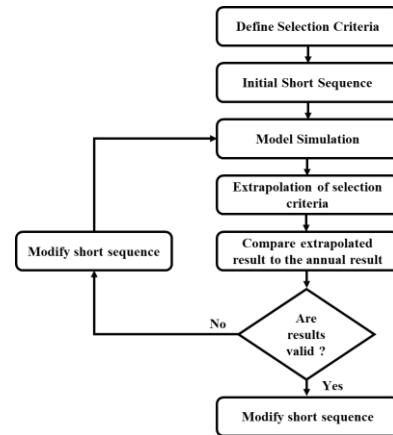 Define Selection Criteria
Initial Short Sequence
Model Simulation
Extrapolation of selection
criteria
Modify short sequence
Compare extrapolated
result to the annual result
No
Are
results
valid ?
Yes
Modify short sequence